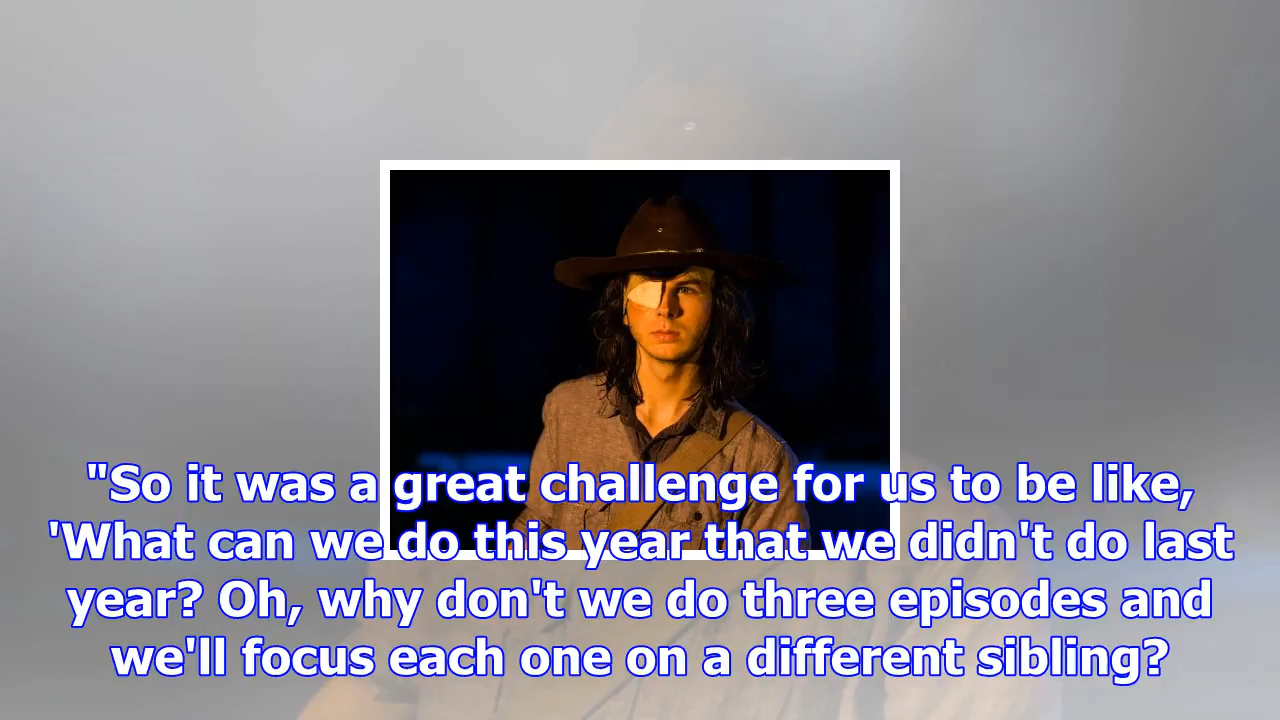 "So it was a great challenge for us to be like,
'What can we do this year that we didn't do last
year? Oh, why don't we do three episodes and
we'll focus each one on a different sibling?